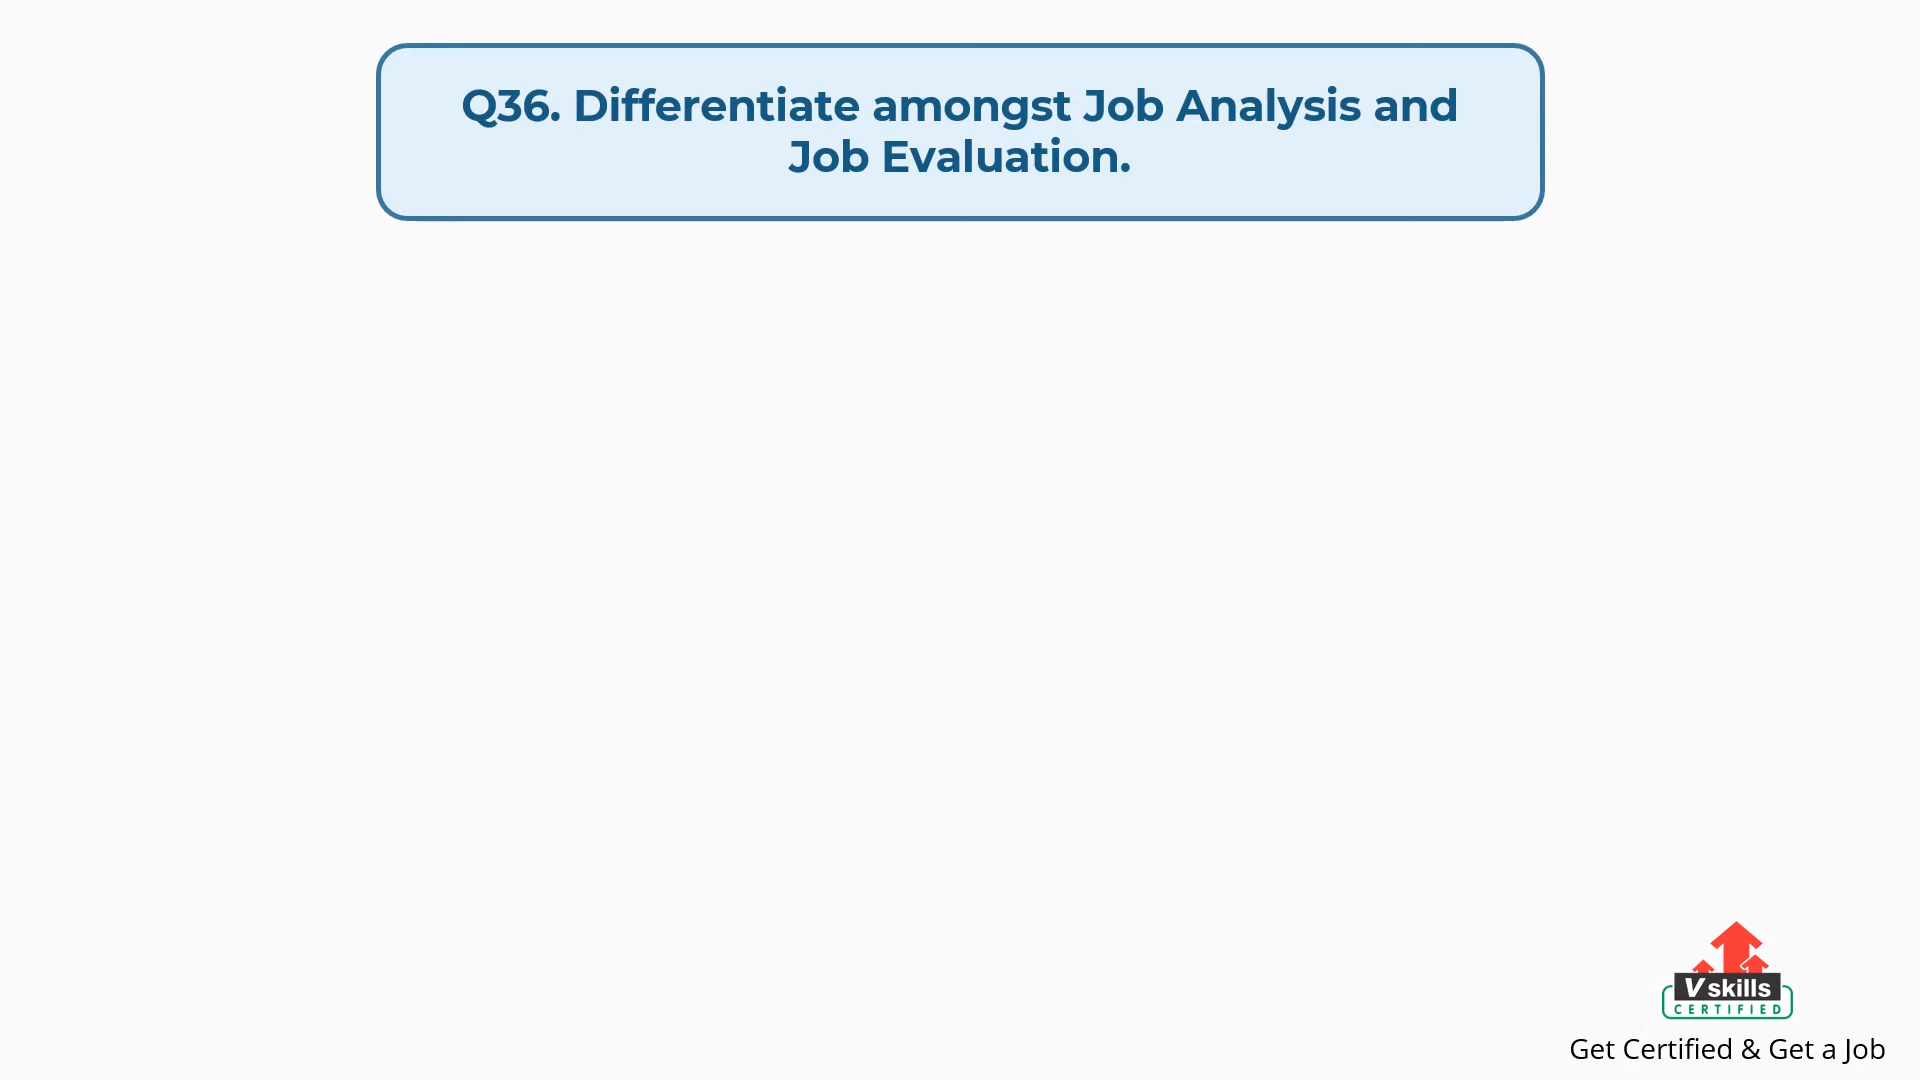 Q36. Differentiate amongst Job Analysis and
Job Evaluation.
Vskills
CERTIFIED
Get Certified & Get a Job